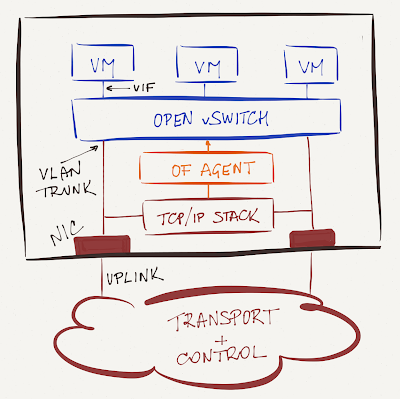 VM
VM
VM
VIF
OPEN vSWITCH
VLAN
TRUNK
OF AGENT
TCP/IP STACK
NIC
UPLINK
TRANSPORT
+
CONTROL